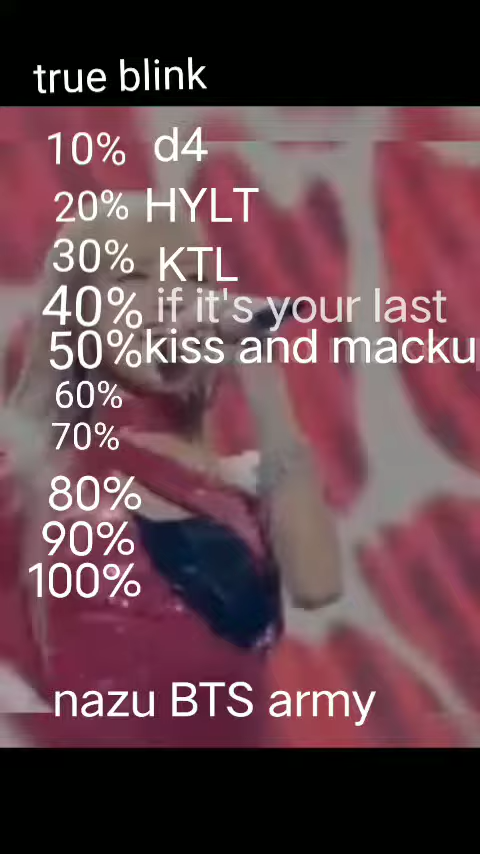 true blink
10% d4
20% HYLT
30% KTL
40% if it's your last
50% kiss and macku
60%
70%
80%
90%
100%
nazu BTS army